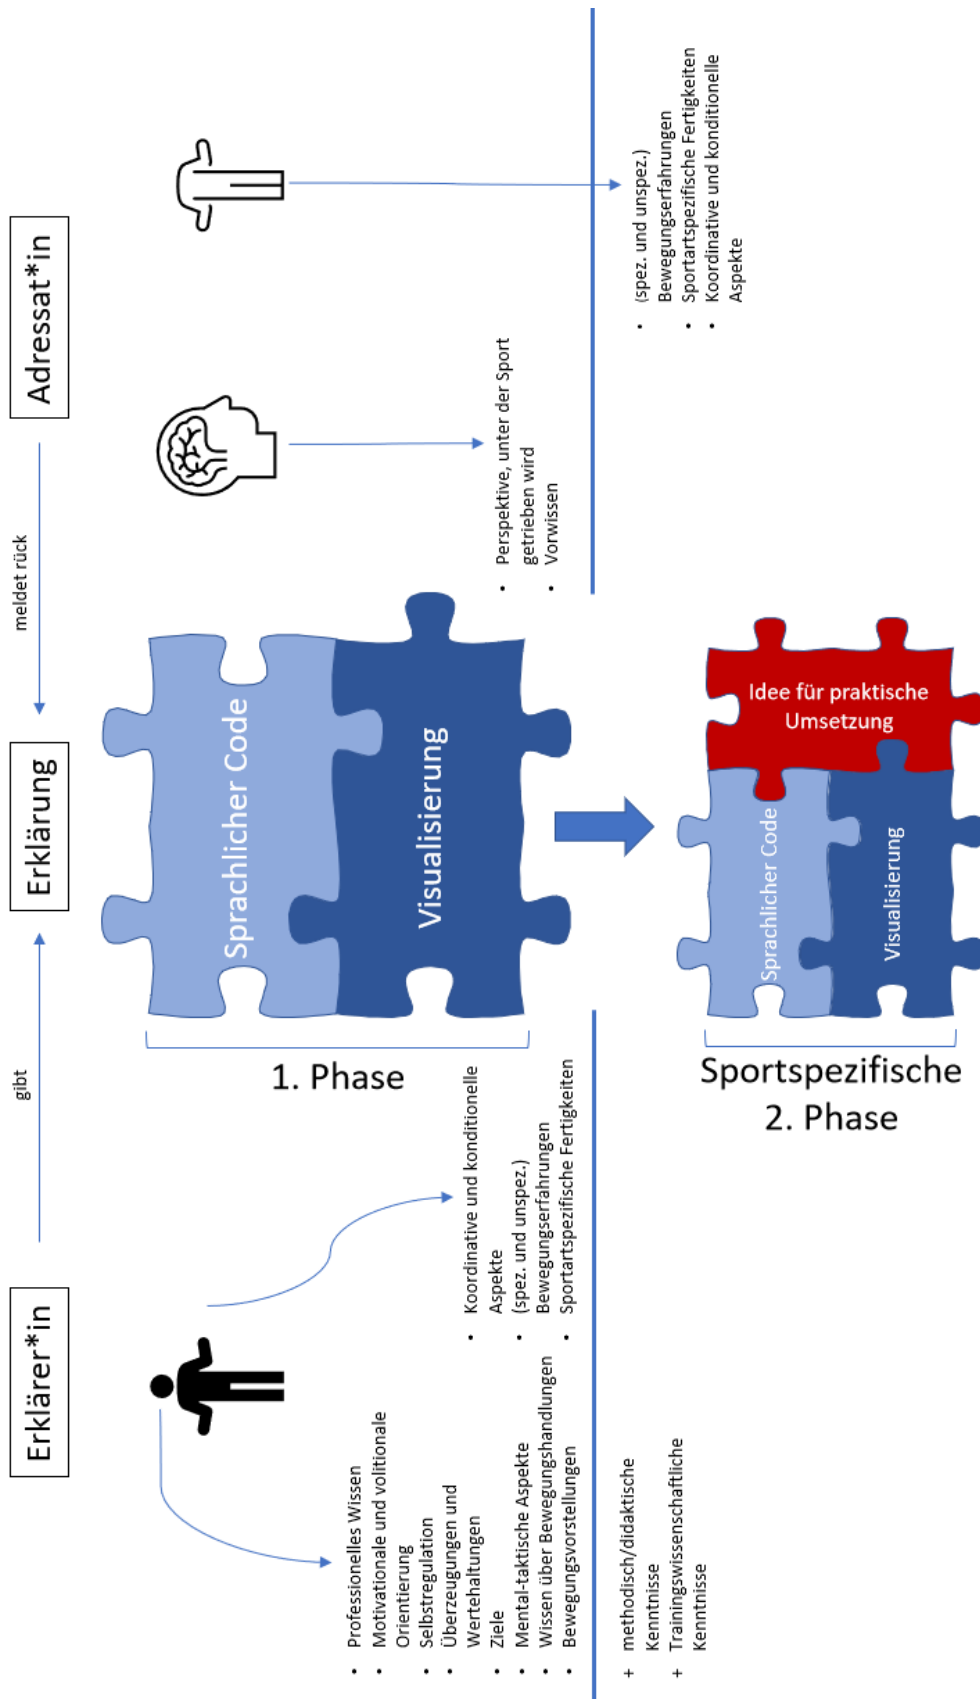 Erklärer*in
gibt
Erklärung
meldet rück
Adressat*in
• Professionelles Wissen
• Motivationale und volitionale
Orientierung
• Selbstregulation
• Überzeugungen und
Wertehaltungen
• Ziele
• Mental-taktische Aspekte
• Wissen über Bewegungshandlungen
• Bewegungsvorstellungen
• Koordinative und konditionelle
Aspekte
• (spez. und unspez.)
Bewegungserfahrungen
• Sportartspezifische Fertigkeiten
1. Phase
Sprachlicher Code
Visualisierung
• Perspektive, unter der Sport
getrieben wird
• Vorwissen
+ methodisch/didaktische
Kenntnisse
+ Trainingswissenschaftliche
Kenntnisse
Sportspezifische
2. Phase
Sprachlicher Code
Visualisierung
Idee für praktische
Umsetzung
• (spez. und unspez.)
Bewegungserfahrungen
• Sportartspezifische Fertigkeiten
• Koordinative und konditionelle
Aspekte